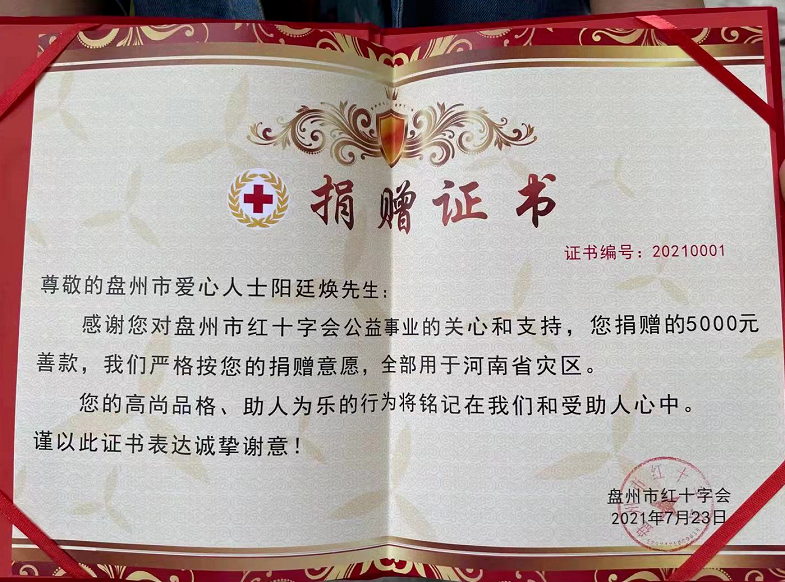 捐赠证书
证书编号：20210001
尊敬的盘州市爱心人士阳廷焕先生：
感谢您对盘州市红十字会公益事业的关心和支持，您捐赠的5000元
善款，我们严格按您的捐赠意愿，全部用于河南省灾区。
您的高尚品格、助人为乐的行为将铭记在我们和受助人心中。
谨以此证书表达诚挚谢意！
盘州市红十字会
2021年7月23日